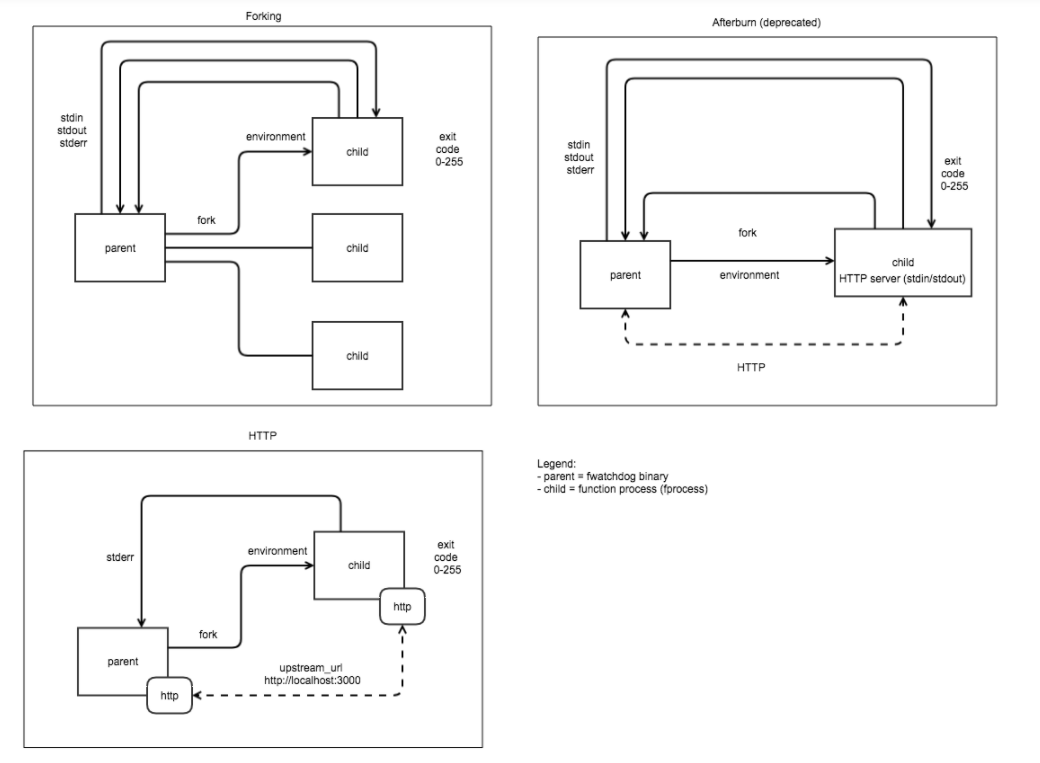 Forking
stdin
stdout
stderr
environment
child
exit
code
0-255
fork
parent
child
child
Afterburn (deprecated)
stdin
stdout
stderr
exit
code
0-255
fork
parent
environment
child
HTTP server (stdin/stdout)
HTTP
HTTP
stderr
environment
child
exit
code
0-255
http
fork
parent
upstream_url
http://localhost:3000
http
Legend:
- parent = fwatchdog binary
- child = function process (fprocess)